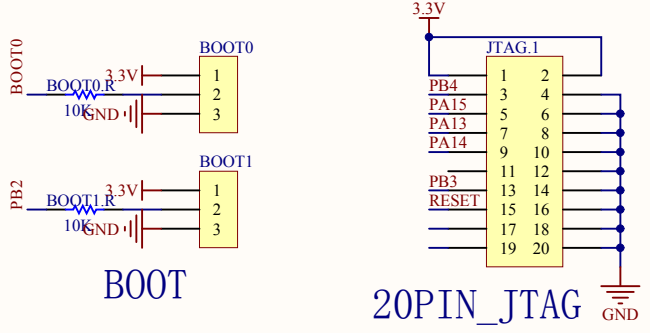 BOOT0
BOOT0
3.3V
1
BOOT0.R
2
10K
GND
3
BOOT1
PB2
3.3V
1
BOOT1.R
2
10K
GND
3
BOOT
3.3V
JTAG.1
1 2
PB4 3 4
PA15 5 6
PA13 7 8
PA14 9 10
11 12
PB3 13 14
RESET 15 16
17 18
19 20
GND
20PIN_JTAG